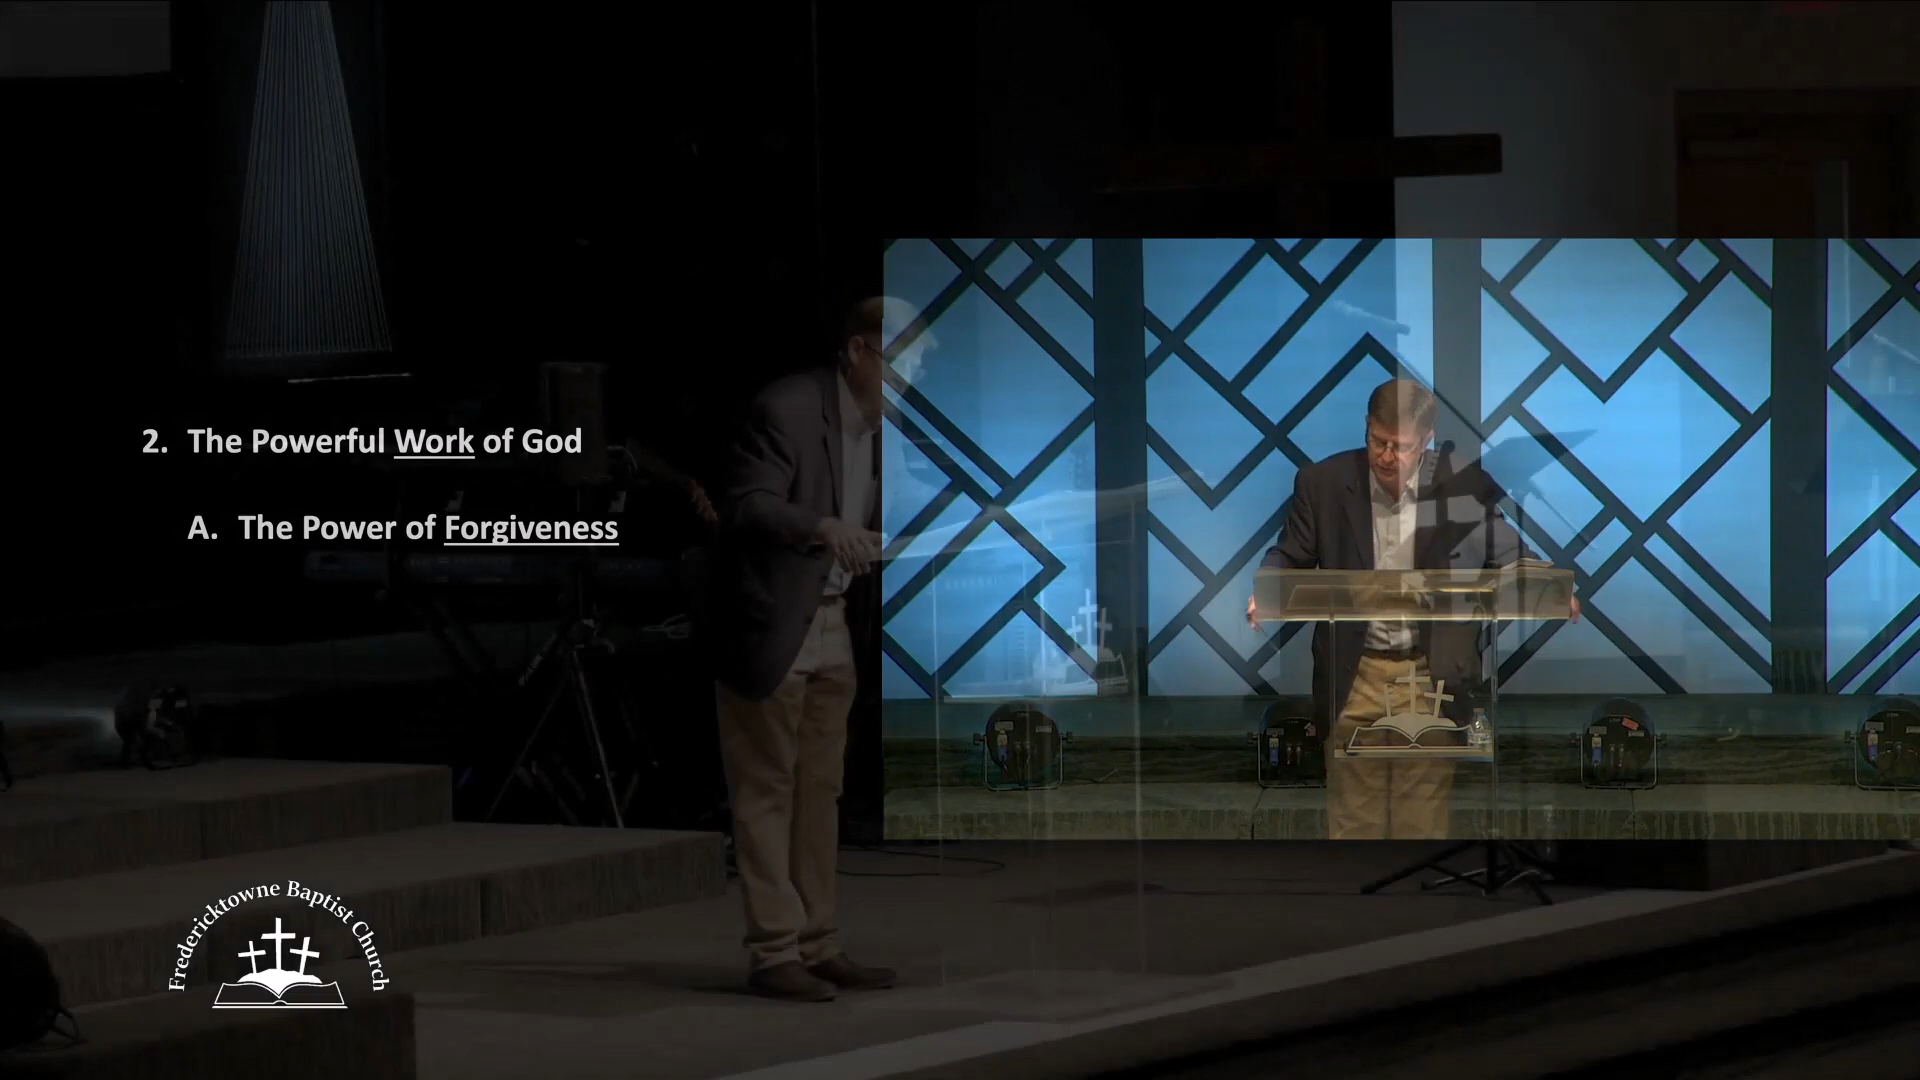 2. The Powerful Work of God
A. The Power of Forgiveness
Fredericktowne Baptist Church